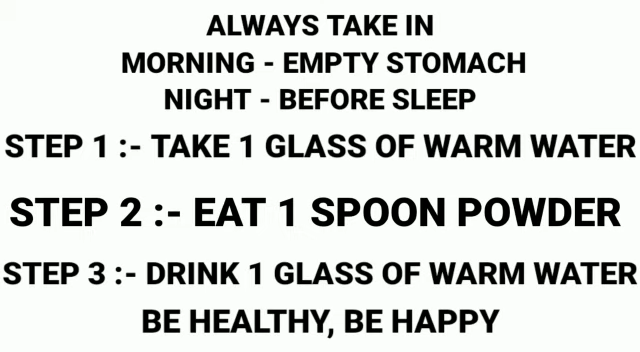 ALWAYS TAKE IN
MORNING - EMPTY STOMACH
NIGHT - BEFORE SLEEP
STEP 1 :- TAKE 1 GLASS OF WARM WATER
STEP 2 :- EAT 1 SPOON POWDER
STEP 3 :- DRINK 1 GLASS OF WARM WATER
BE HEALTHY, BE HAPPY